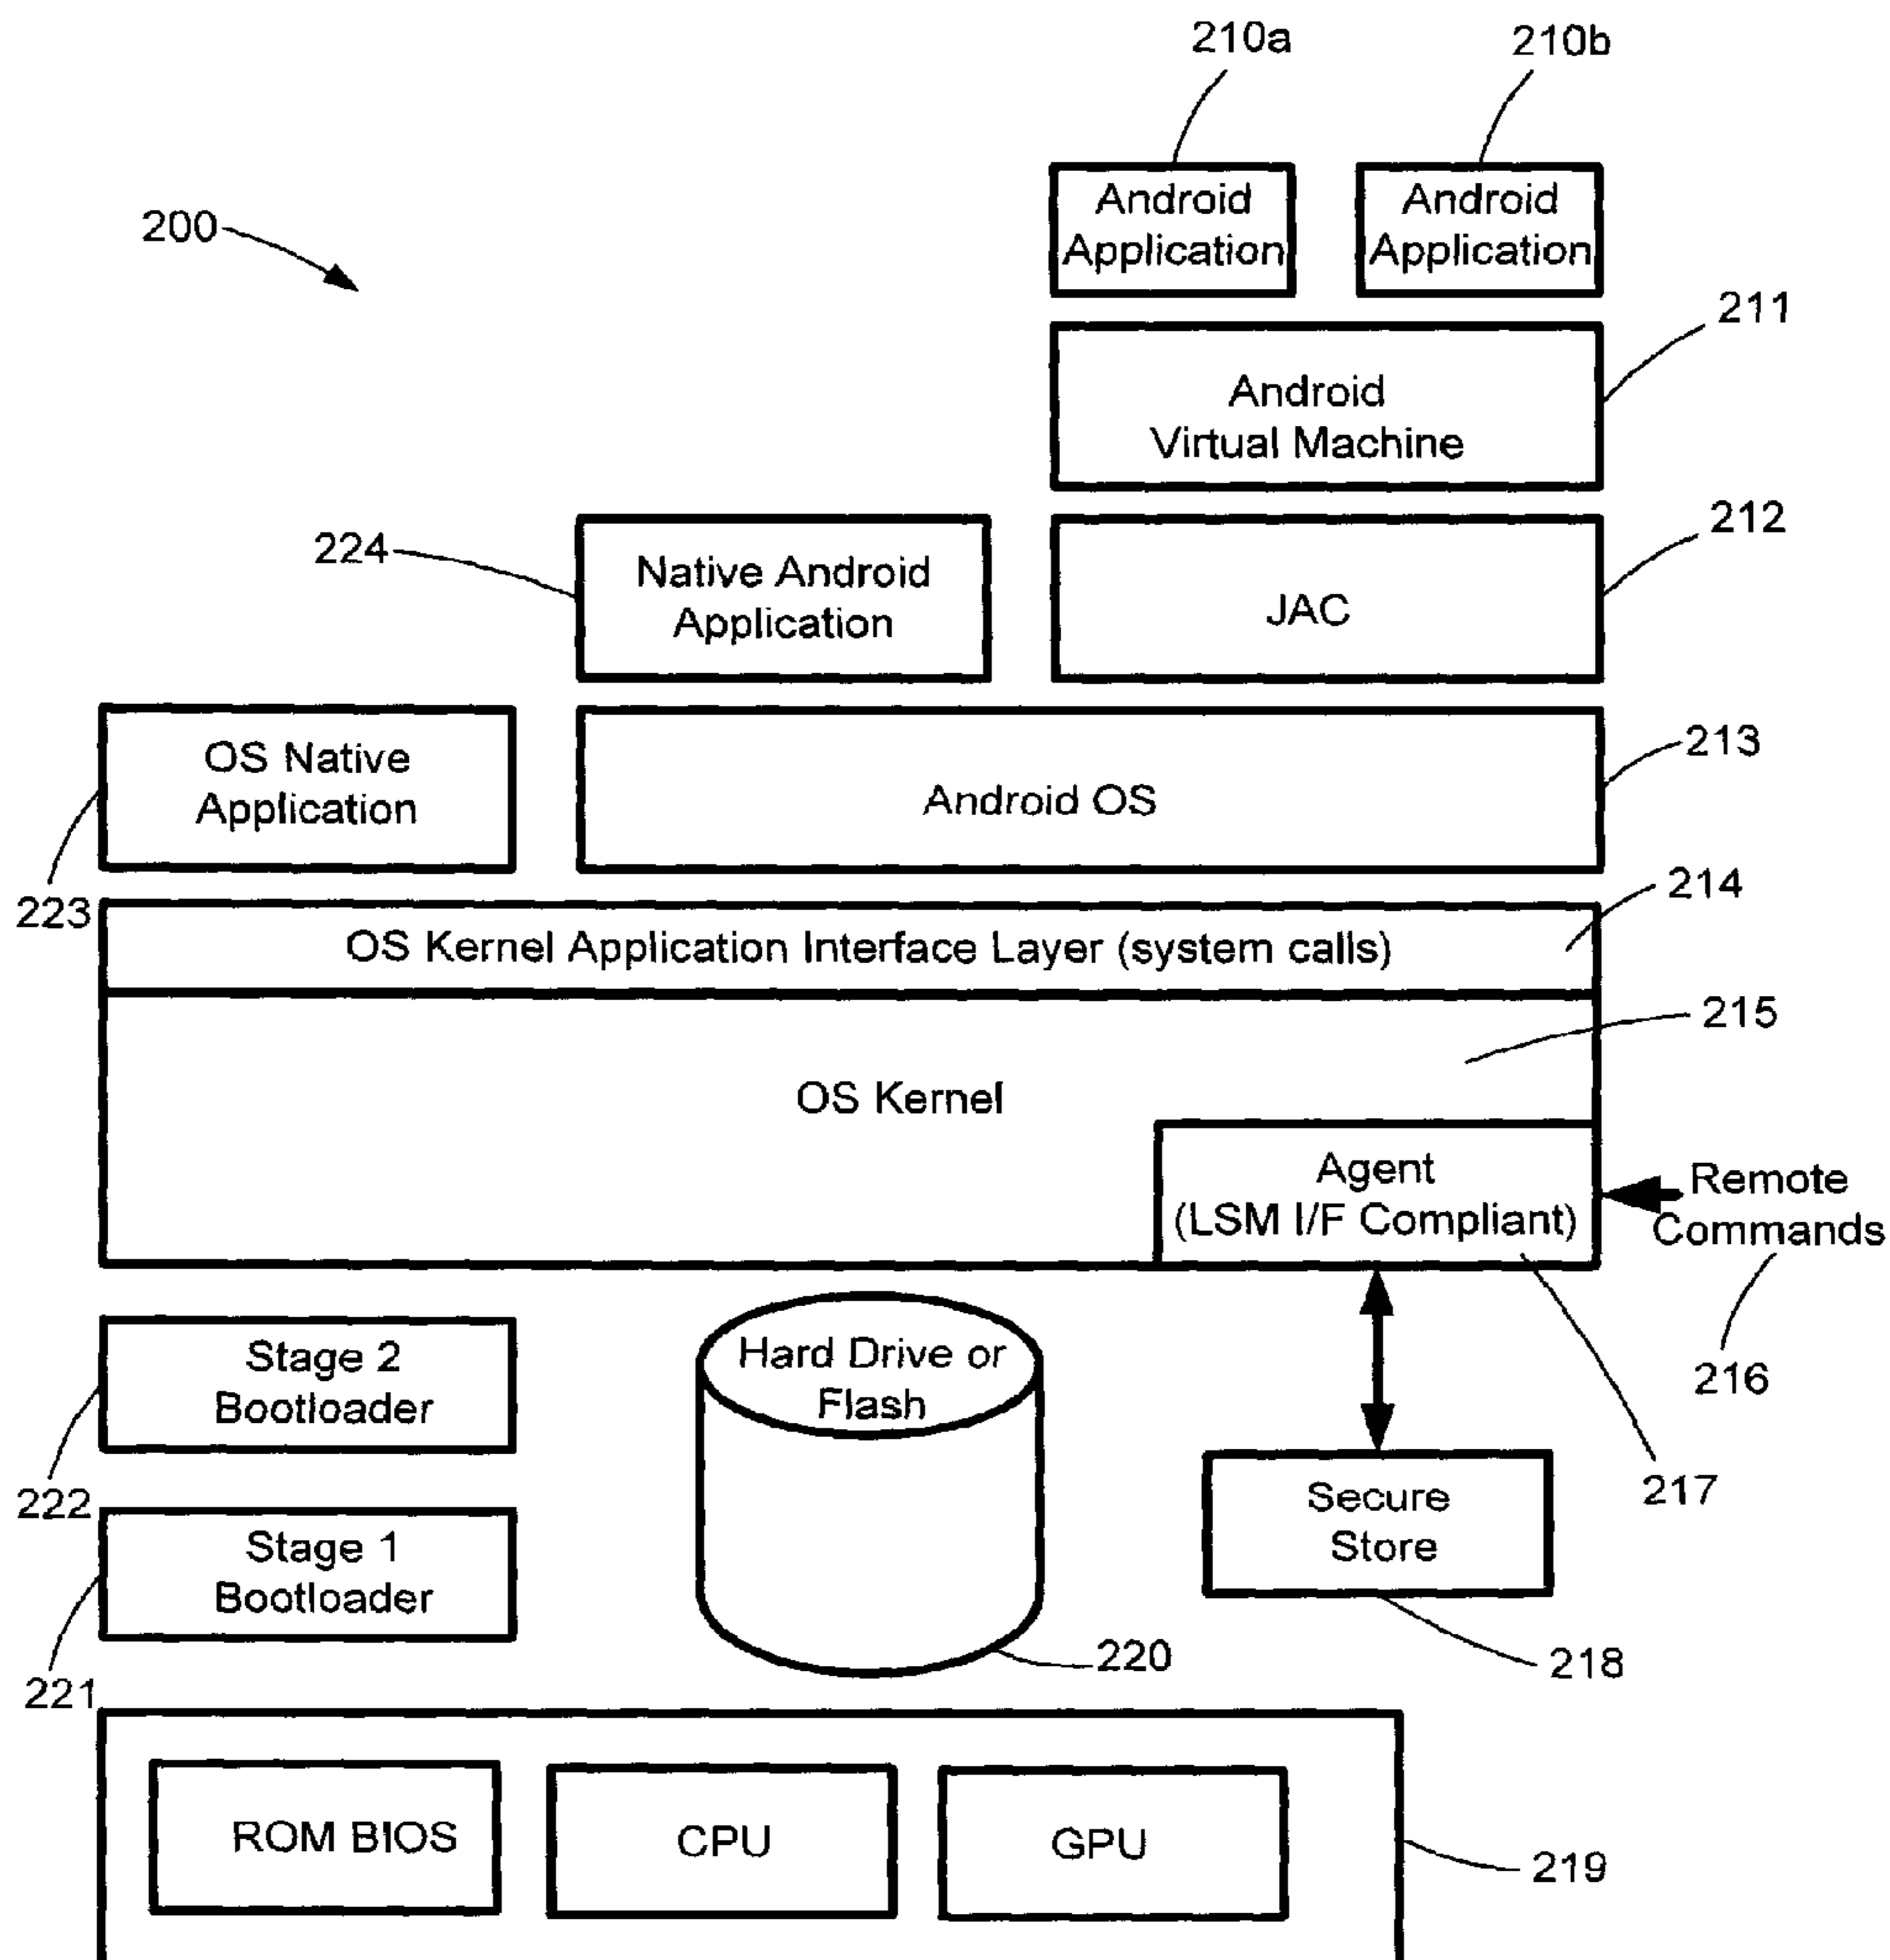 210a
210b
200
Android
Application
Android
Application
211
Android
Virtual Machine
212
224
Native Android
Application
JAC
213
OS Native
Application
Android OS
223
214
OS Kernel Application Interface Layer (system calls)
215
OS Kernel
Agent
(LSM I/F Compliant)
Remote
Commands
216
Stage 2
Bootloader
222
Hard Drive or
Flash
217
Secure
Store
Stage 1
Bootloader
221
220
218
ROM BIOS
CPU
GPU
219